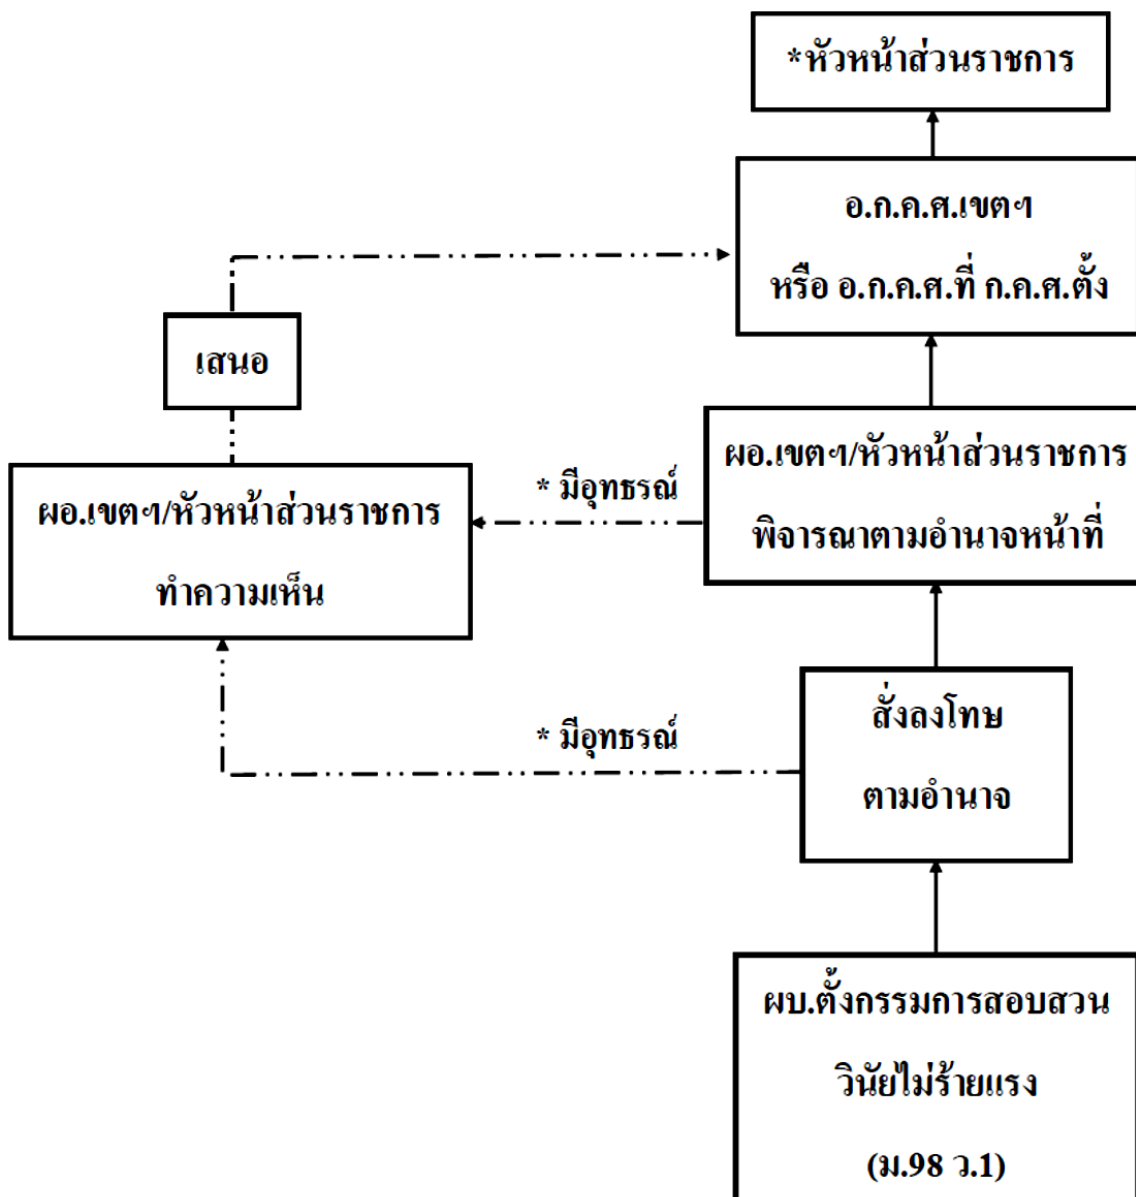 *หัวหน้าส่วนราชการ
อ.ก.ค.ศ.เขตฯ
หรือ อ.ก.ค.ศ.ที่ ก.ค.ศ.ตั้ง
เสนอ
ผอ.เขตฯ/หัวหน้าส่วนราชการ
พิจารณาตามอำนาจหน้าที่
* มีอุทธรณ์
ผอ.เขตฯ/หัวหน้าส่วนราชการ
ทำความเห็น
* มีอุทธรณ์
สั่งลงโทษ
ตามอำนาจ
ผบ.ตั้งกรรมการสอบสวน
วินัยไม่ร้ายแรง
(ม.98 ว.1)